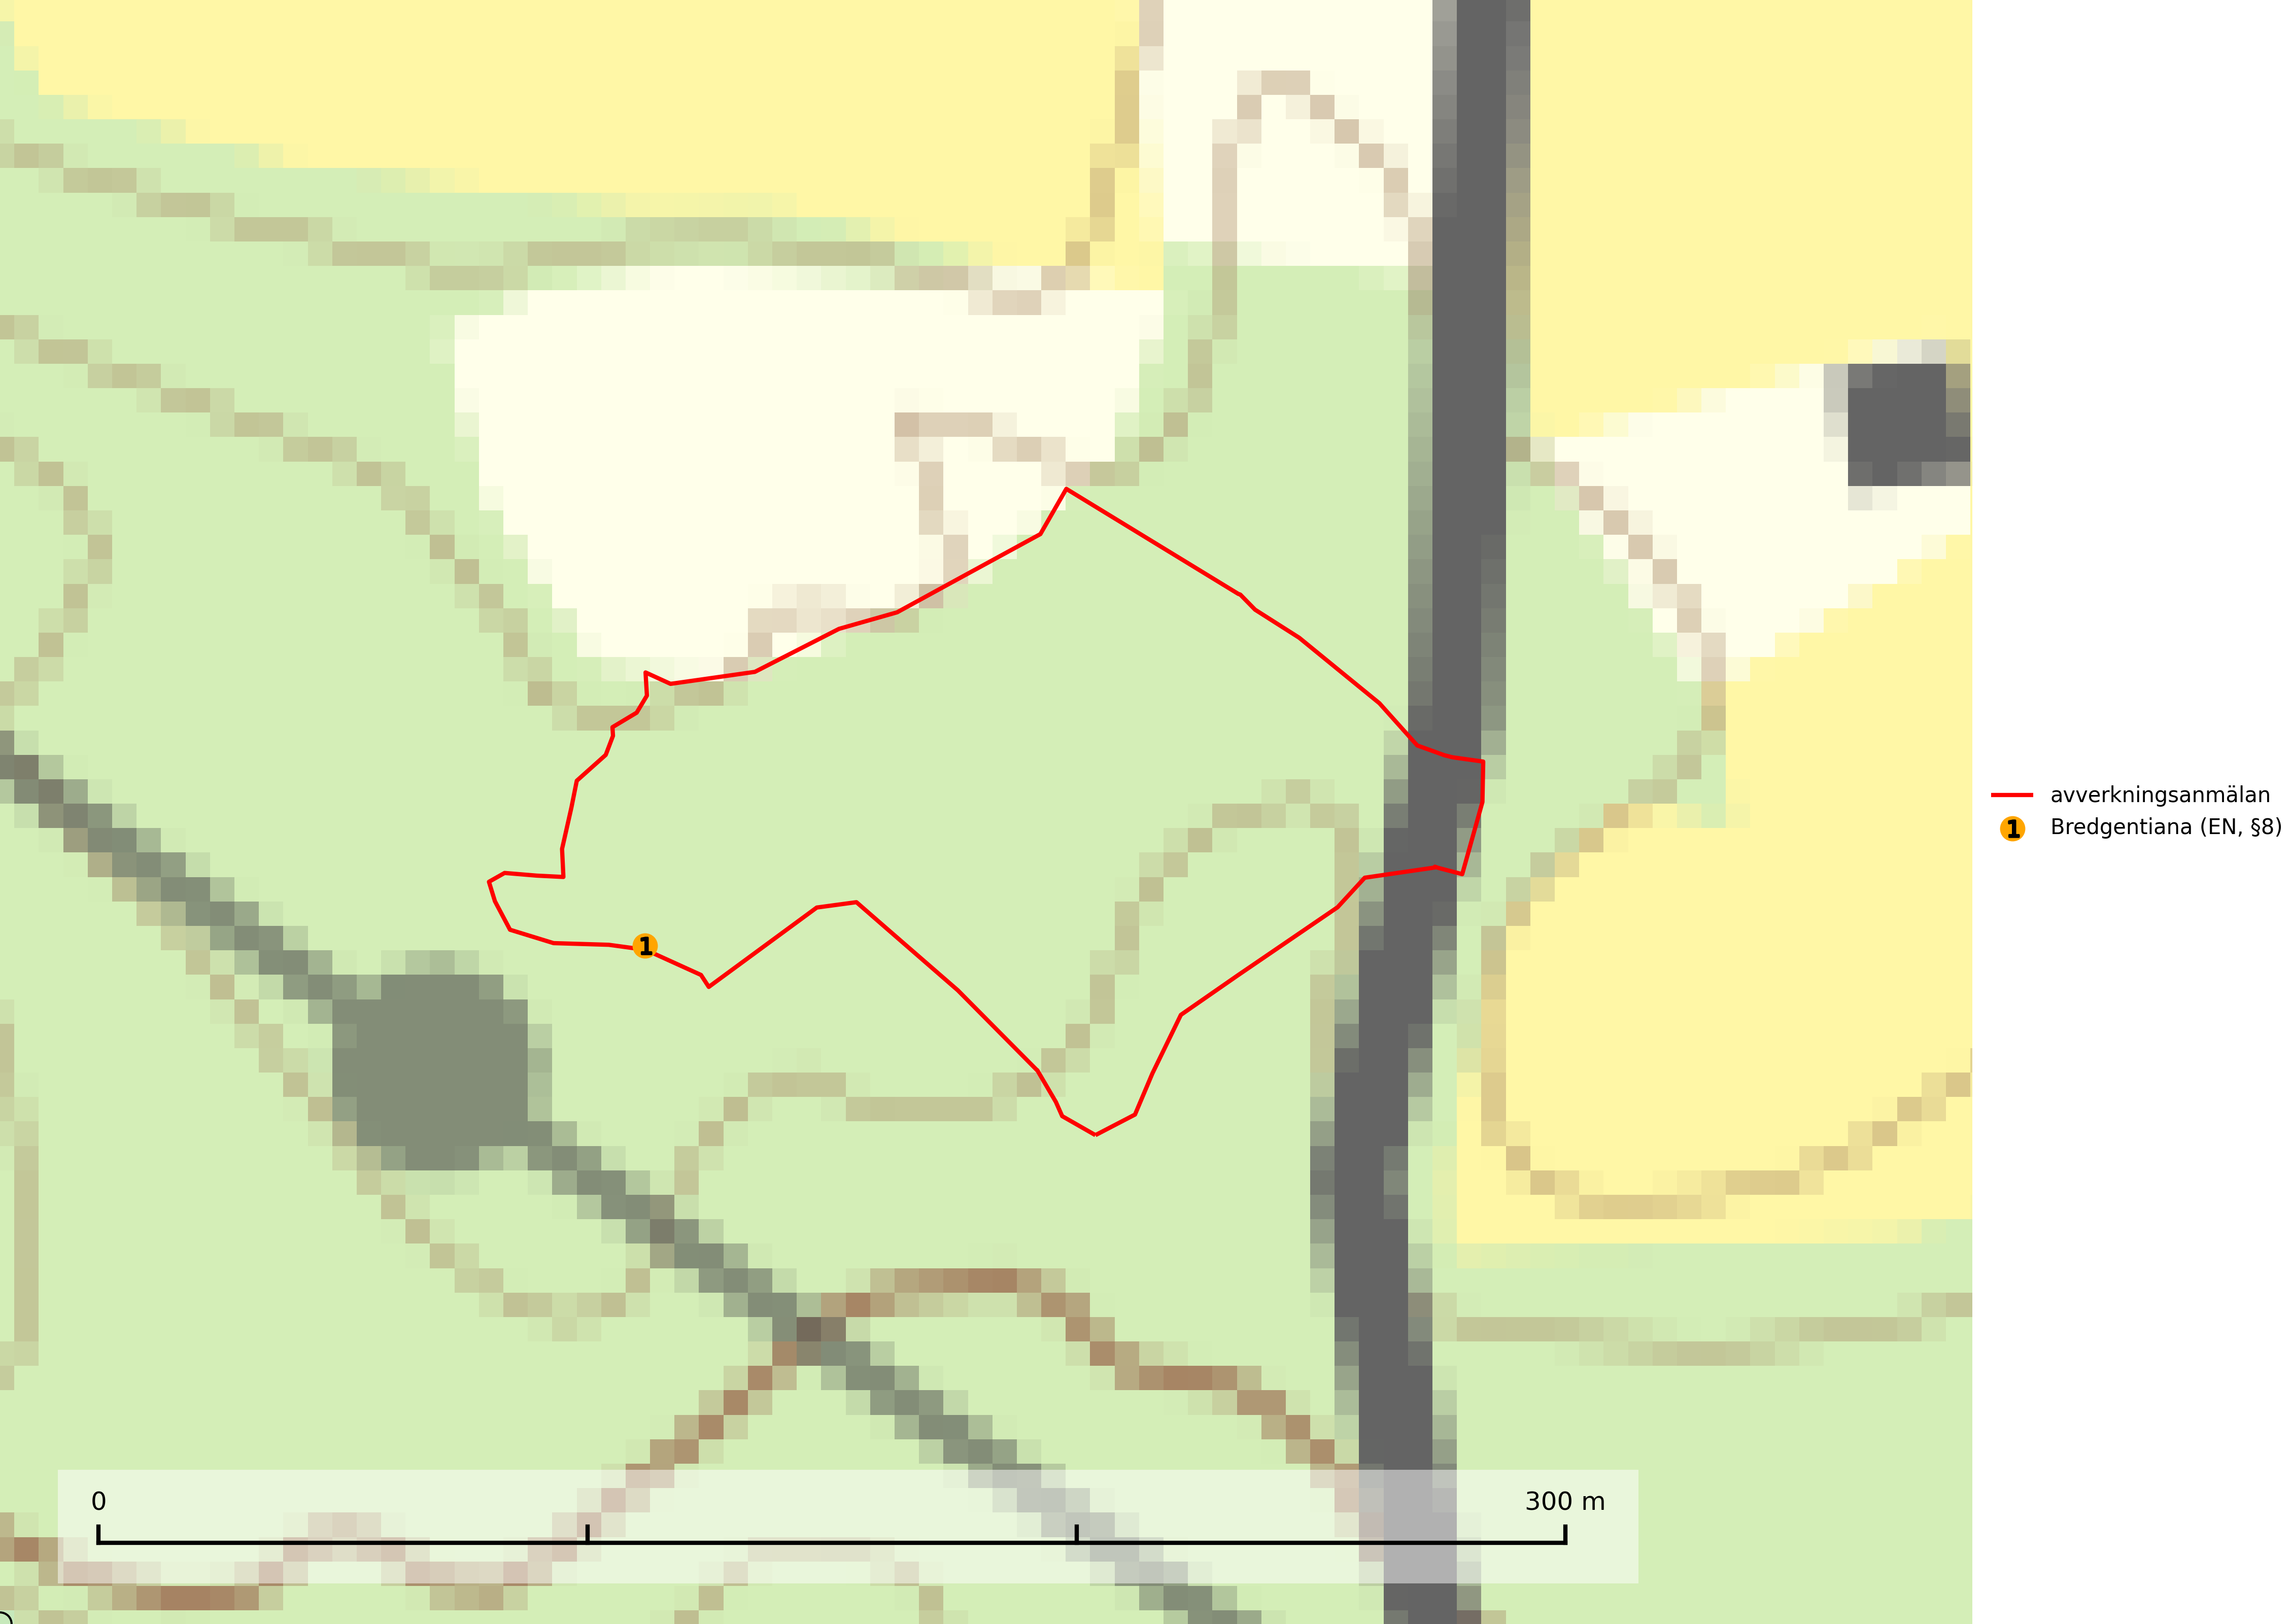 1
0
300 m
avverkningsanmälan
1 Bredgentiana (EN, §8)